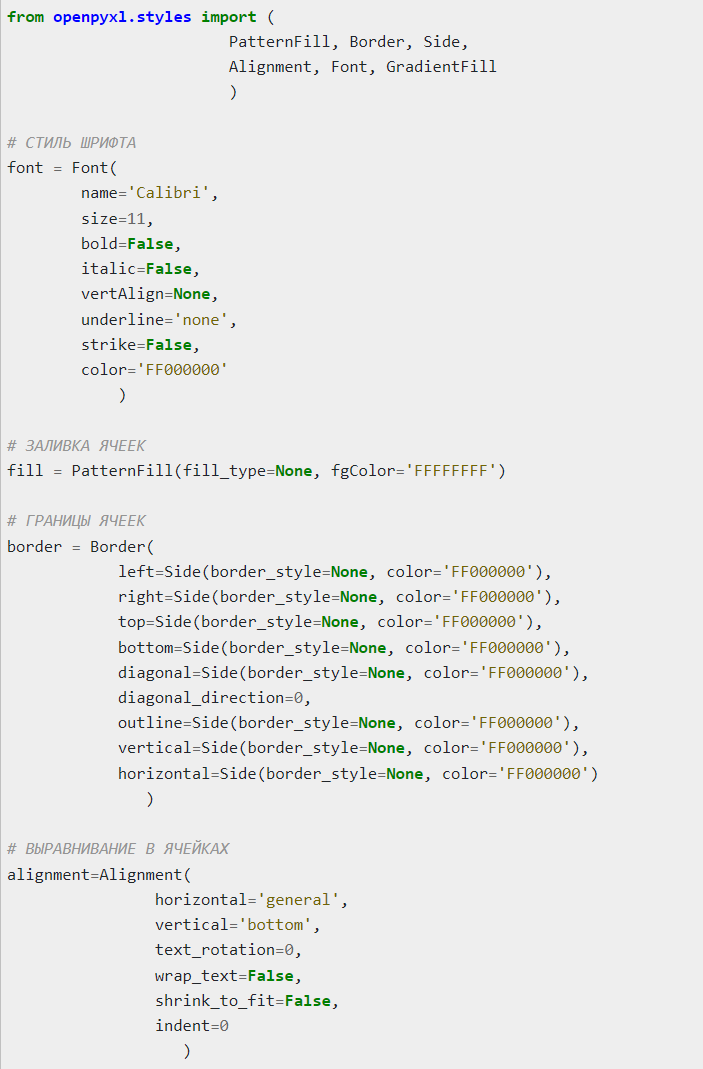 from openpyxl.styles import (
PatternFill, Border, Side,
Alignment, Font, GradientFill
)
# СТИЛЬ ШРИФТА
font = Font(
name='Calibri',
size=11,
bold=False,
italic=False,
vertAlign=None,
underline='none',
strike=False,
color='FF000000'
)
# ЗАЛИВКА ЯЧЕЕК
fill = PatternFill(fill_type=None, fgColor='FFFFFFFF')
# ГРАНИЦЫ ЯЧЕЕК
border = Border(
left=Side(border_style=None, color='FF000000'),
right=Side(border_style=None, color='FF000000'),
top=Side(border_style=None, color='FF000000'),
bottom=Side(border_style=None, color='FF000000'),
diagonal=Side(border_style=None, color='FF000000'),
diagonal_direction=0,
outline=Side(border_style=None, color='FF000000'),
vertical=Side(border_style=None, color='FF000000'),
horizontal=Side(border_style=None, color='FF000000')
)
# ВЫРАВНИВАНИЕ В ЯЧЕЙКАХ
alignment=Alignment(
horizontal='general',
vertical='bottom',
text_rotation=0,
wrap_text=False,
shrink_to_fit=False,
indent=0
)